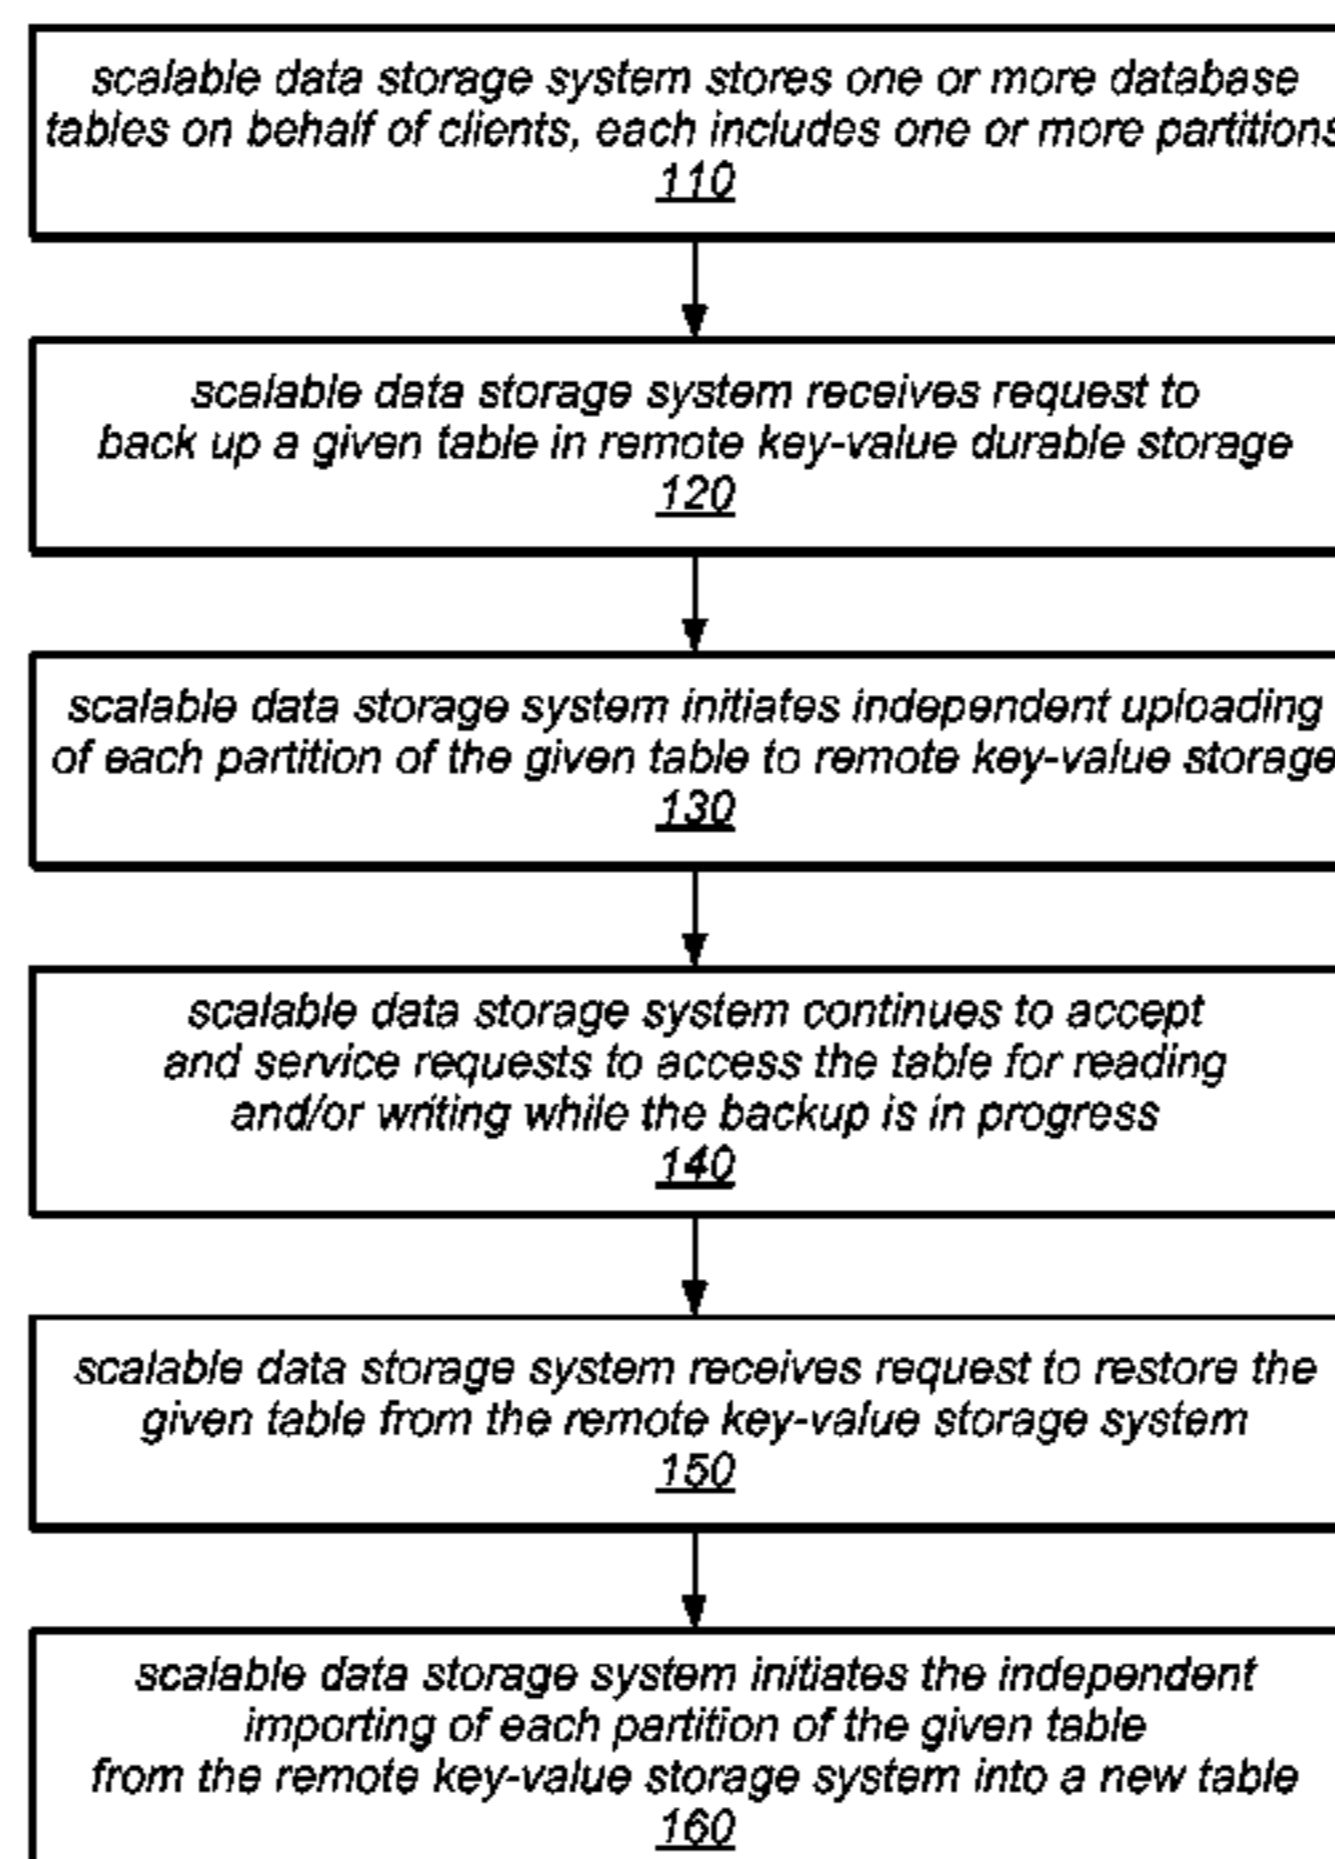 scalable data storage system stores one or more database
tables on behalf of clients, each includes one or more partitions
110
scalable data storage system receives request to
back up a given table in remote key-value durable storage
120
scalable data storage system initiates independent uploading
of each partition of the given table to remote key-value storage
130
scalable data storage system continues to accept
and service requests to access the table for reading
and/or writing while the backup is in progress
140
scalable data storage system receives request to restore the
given table from the remote key-value storage system
150
scalable data storage system initiates the independent
importing of each partition of the given table
from the remote key-value storage system into a new table
160